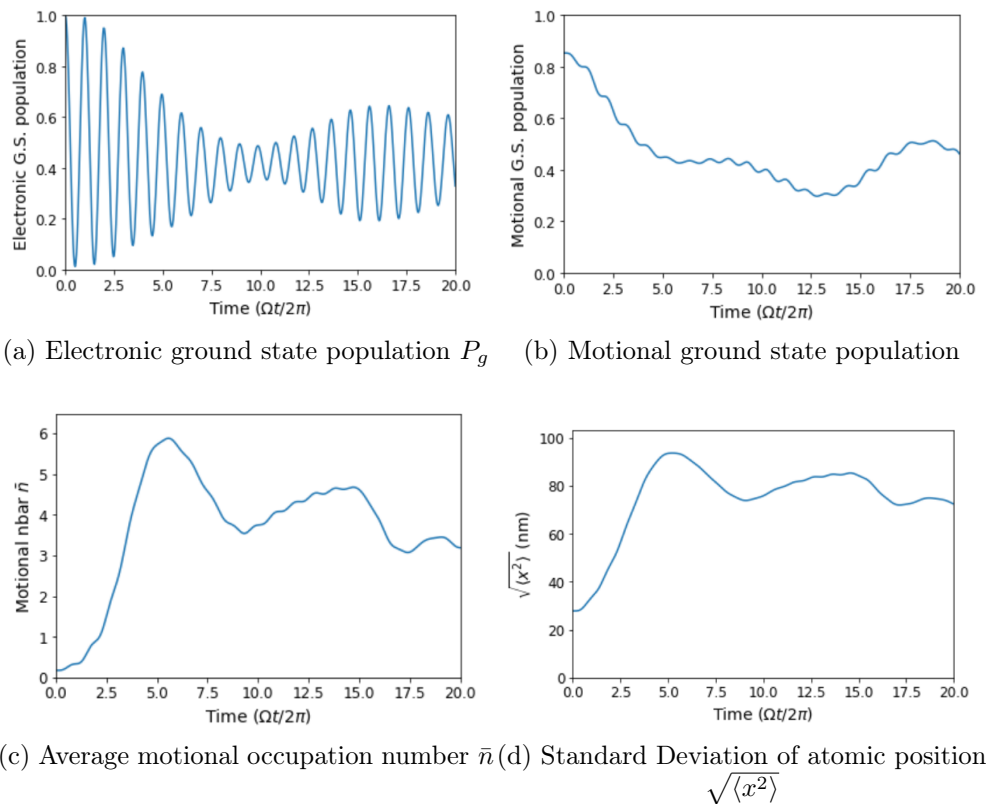 1.0
0.8
0.6
0.4
0.2
0.0
Electronic G.S. population
0.0 2.5 5.0 7.5 10.0 12.5 15.0 17.5 20.0
Time (Ωt/2π)
(a) Electronic ground state population P_g
1.0
0.8
0.6
0.4
0.2
0.0
Motional G.S. population
0.0 2.5 5.0 7.5 10.0 12.5 15.0 17.5 20.0
Time (Ωt/2π)
(b) Motional ground state population
6
5
4
3
2
1
0
Motional nbar n̄
0.0 2.5 5.0 7.5 10.0 12.5 15.0 17.5 20.0
Time (Ωt/2π)
(c) Average motional occupation number n̄
100
80
60
40
20
0
√⟨x²⟩ (nm)
0.0 2.5 5.0 7.5 10.0 12.5 15.0 17.5 20.0
Time (Ωt/2π)
(d) Standard Deviation of atomic position
√⟨x²⟩